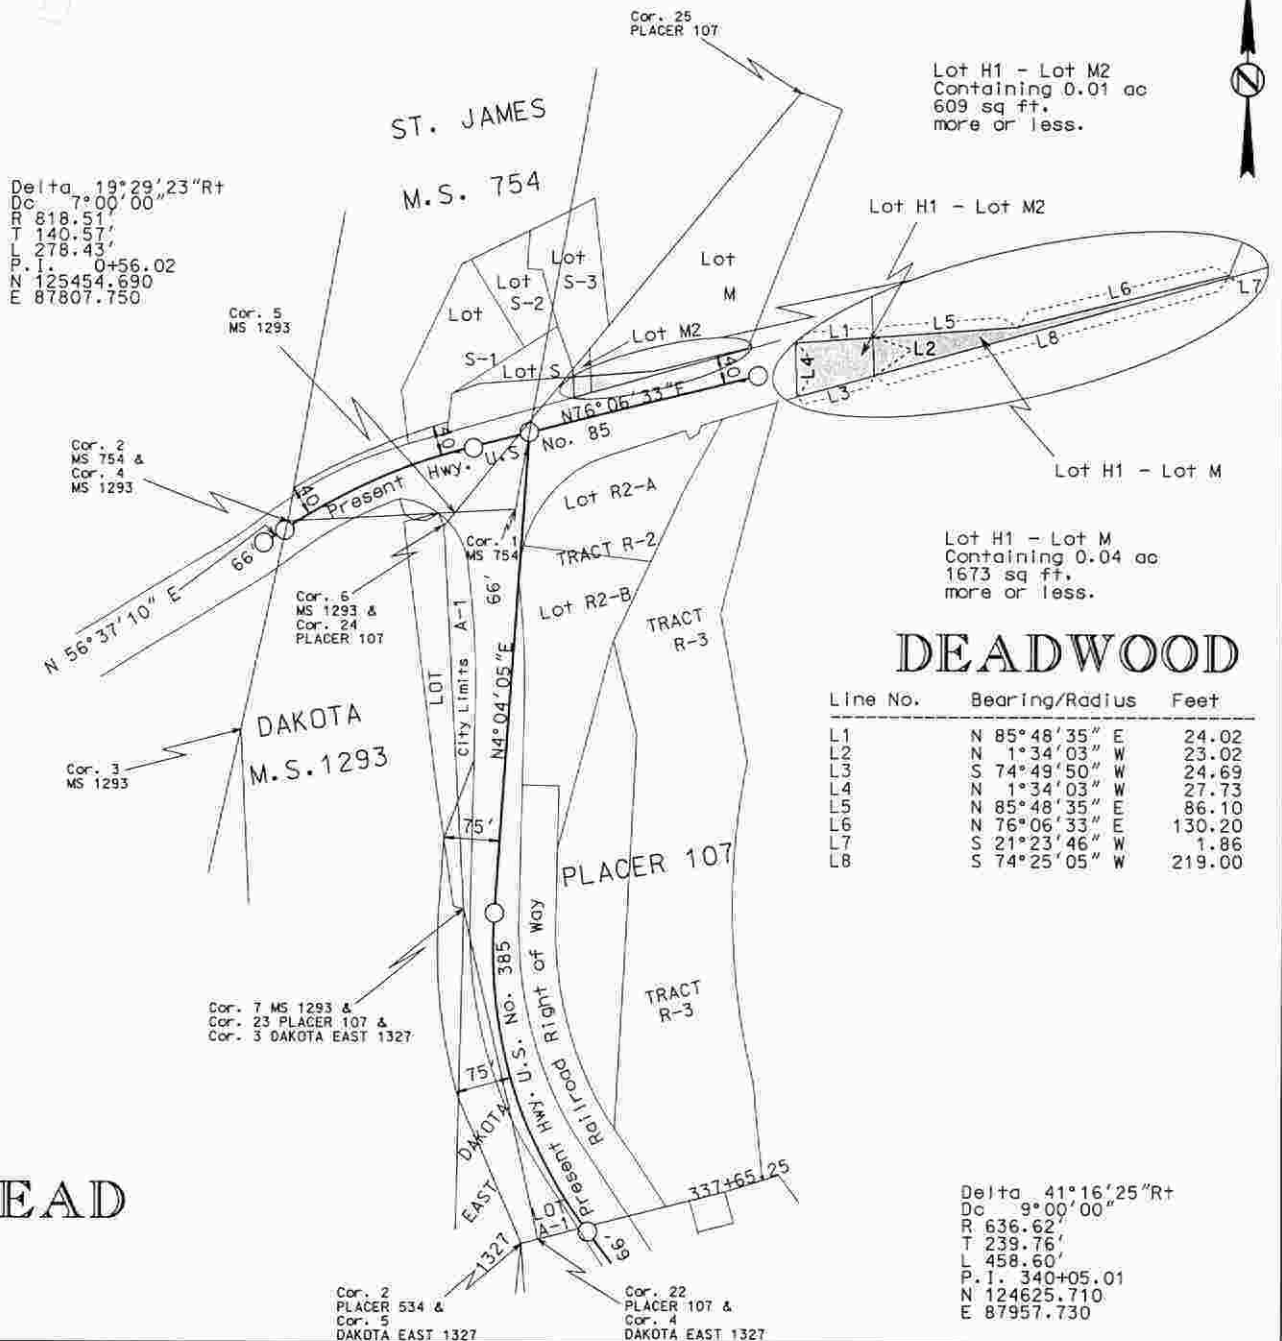 Cor. 25
PLACER 107
N
Lot H1 - Lot M2
Containing 0.01 ac
609 sq ft.
more or less.
ST. JAMES
M.S. 754
Delta 19°29'23"Rt
Dc 7°00'00"
R 818.51'
T 140.57'
L 278.43'
P.I. 0+56.02
N 125454.690
E 87807.750
Lot H1 - Lot M2
Lot
S-3
Lot
S-2
Lot
M
Lot
S-1
Lot S
Lot M2
Cor. 5
MS 1293
L1
L5
L6
L7
L4
L2
L8
L3
Lot H1 - Lot M
40'
N76°06'33"E
No. 85
U.S
Hwy.
Present
40'
40'
Cor. 2
MS 754 &
Cor. 4
MS 1293
66'
N 56°37'10" E
Lot R2-A
TRACT R-2
Lot R2-B
Cor. 1
MS 754
Cor. 6
MS 1293 &
Cor. 24
PLACER 107
66'
TRACT
R-3
Lot H1 - Lot M
Containing 0.04 ac
1673 sq ft.
more or less.
DEADWOOD
Line No. Bearing/Radius Feet
L1 N 85°48'35" E 24.02
L2 N 1°34'03" W 23.02
L3 S 74°49'50" W 24.69
L4 N 1°34'03" W 27.73
L5 N 85°48'35" E 86.10
L6 N 76°06'33" E 130.20
L7 S 21°23'46" W 1.86
L8 S 74°25'05" W 219.00
LOT
City Limits A-1
N4°04'05"E
DAKOTA
M.S.1293
Cor. 3
MS 1293
75'
PLACER 107
Cor. 7 MS 1293 &
Cor. 23 PLACER 107 &
Cor. 3 DAKOTA EAST 1327
Present Hwy. U.S. No. 385
Railroad Right of Way
TRACT
R-3
75'
DAKOTA
EAST
1327
LOT
A-1
66'
337+65.25
EAD
Cor. 2
PLACER 534 &
Cor. 5
DAKOTA EAST 1327
Cor. 22
PLACER 107 &
Cor. 4
DAKOTA EAST 1327
Delta 41°16'25"Rt
Dc 9°00'00"
R 636.62'
T 239.76'
L 458.60'
P.I. 340+05.01
N 124625.710
E 87957.730